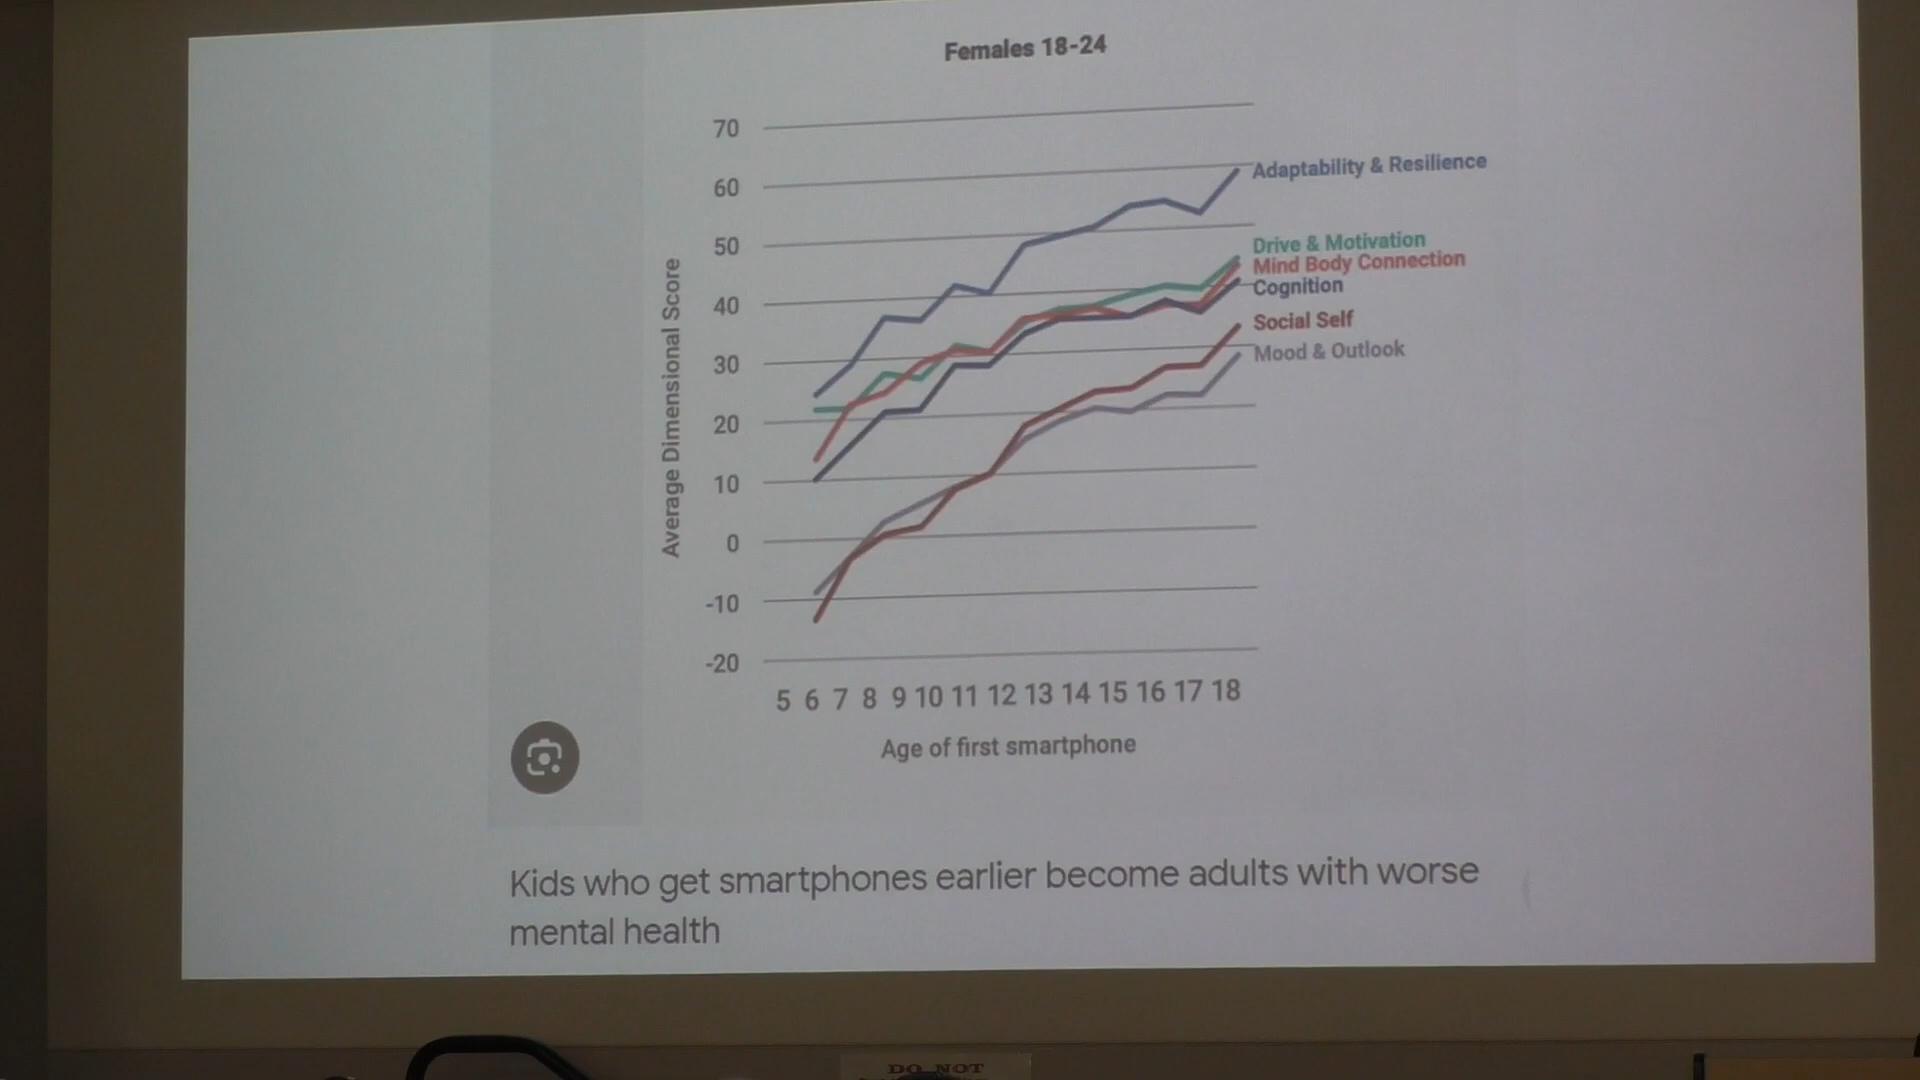 Females 18-24
70
60
50
40
30
20
10
0
-10
-20
Average Dimensional Score
Adaptability & Resilience
Drive & Motivation
Mind Body Connection
Cognition
Social Self
Mood & Outlook
5 6 7 8 9 10 11 12 13 14 15 16 17 18
Age of first smartphone
Kids who get smartphones earlier become adults with worse
mental health
DO NOT